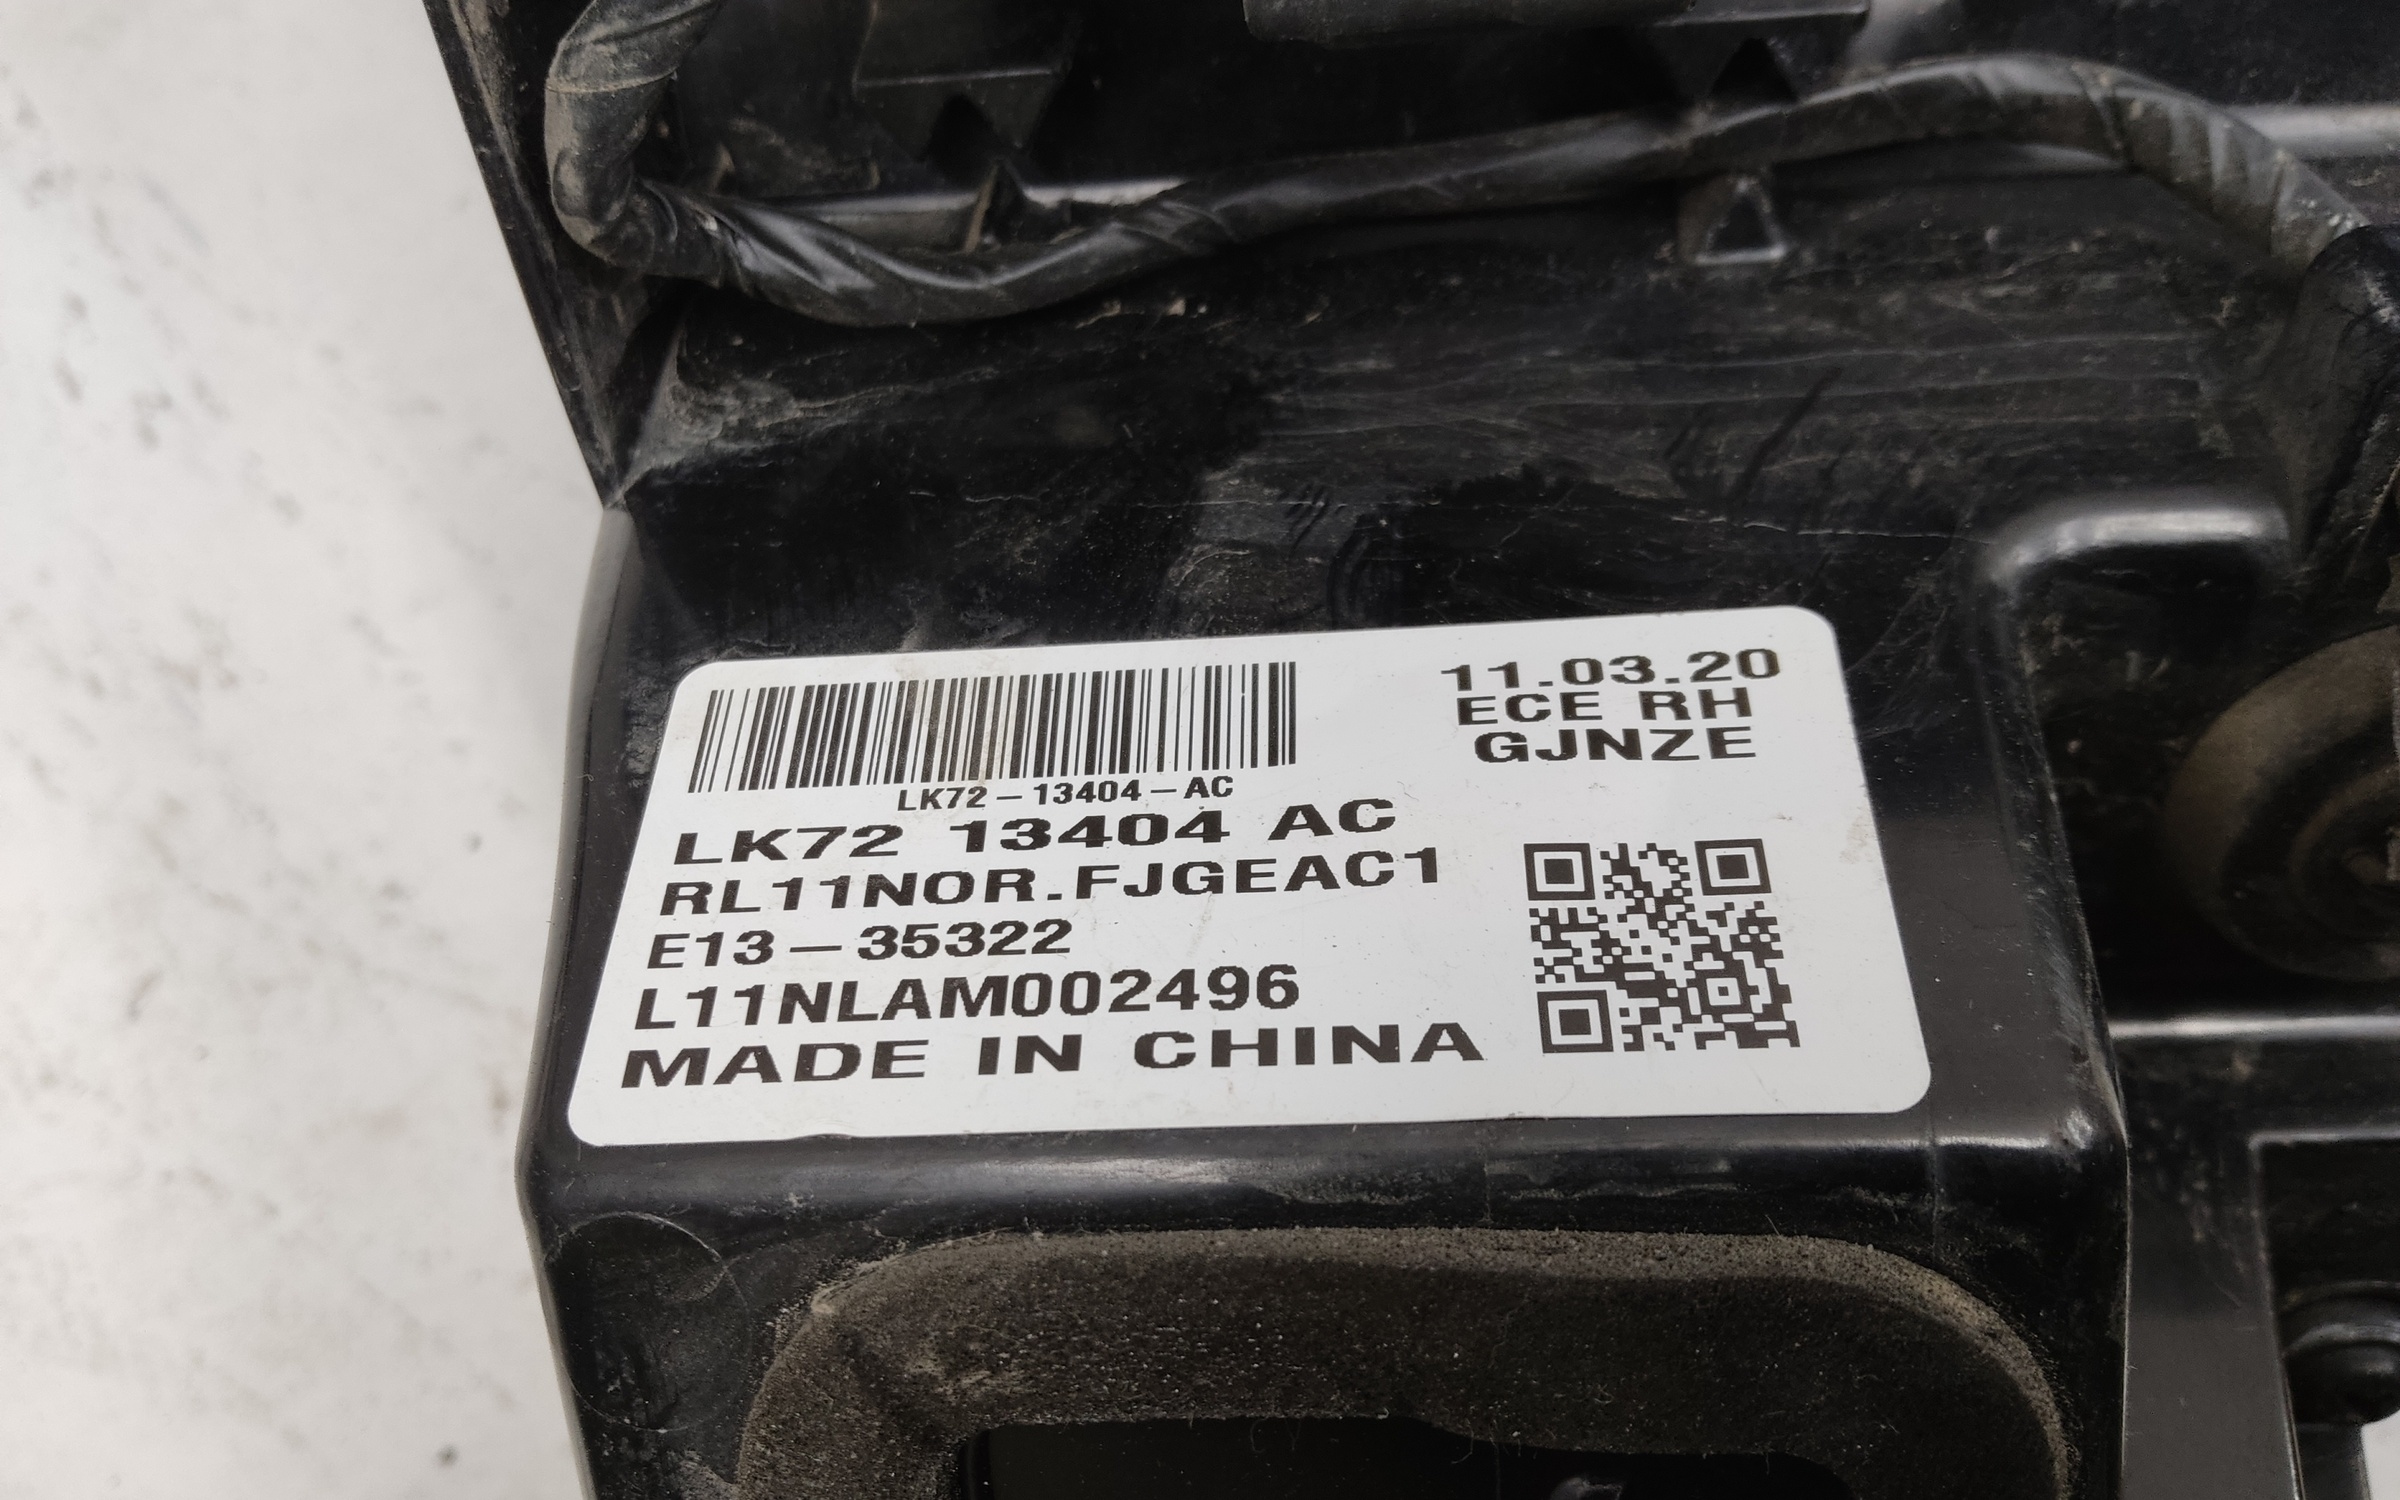 11.03.20
ECE RH
GJNZE
LK72-13404-AC
LK72 13404 AC
RL11NOR.FJGEAC1
E13-35322
L11NLAM002496
MADE IN CHINA